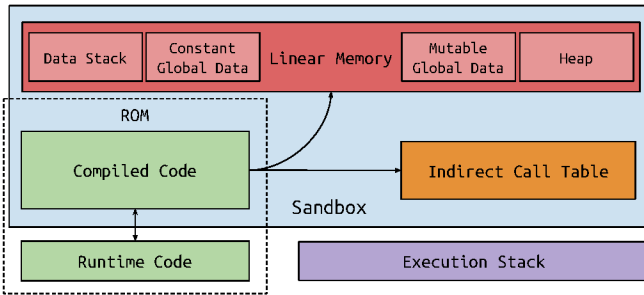 Data Stack
Constant
Global Data
Linear Memory
Mutable
Global Data
Heap
ROM
Compiled Code
Indirect Call Table
Sandbox
Runtime Code
Execution Stack